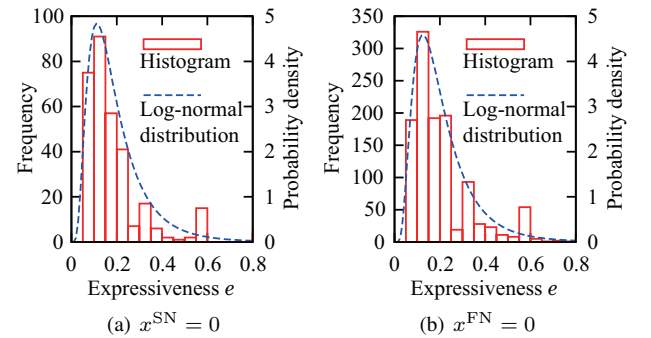 100
80
60
40
20
0
Frequency
5
4
3
2
1
0
Probability density
Histogram
Log-normal
distribution
0 0.2 0.4 0.6 0.8
Expressiveness e
(a) x^SN = 0
350
300
250
200
150
100
50
0
Frequency
5
4
3
2
1
0
Probability density
Histogram
Log-normal
distribution
0 0.2 0.4 0.6 0.8
Expressiveness e
(b) x^FN = 0